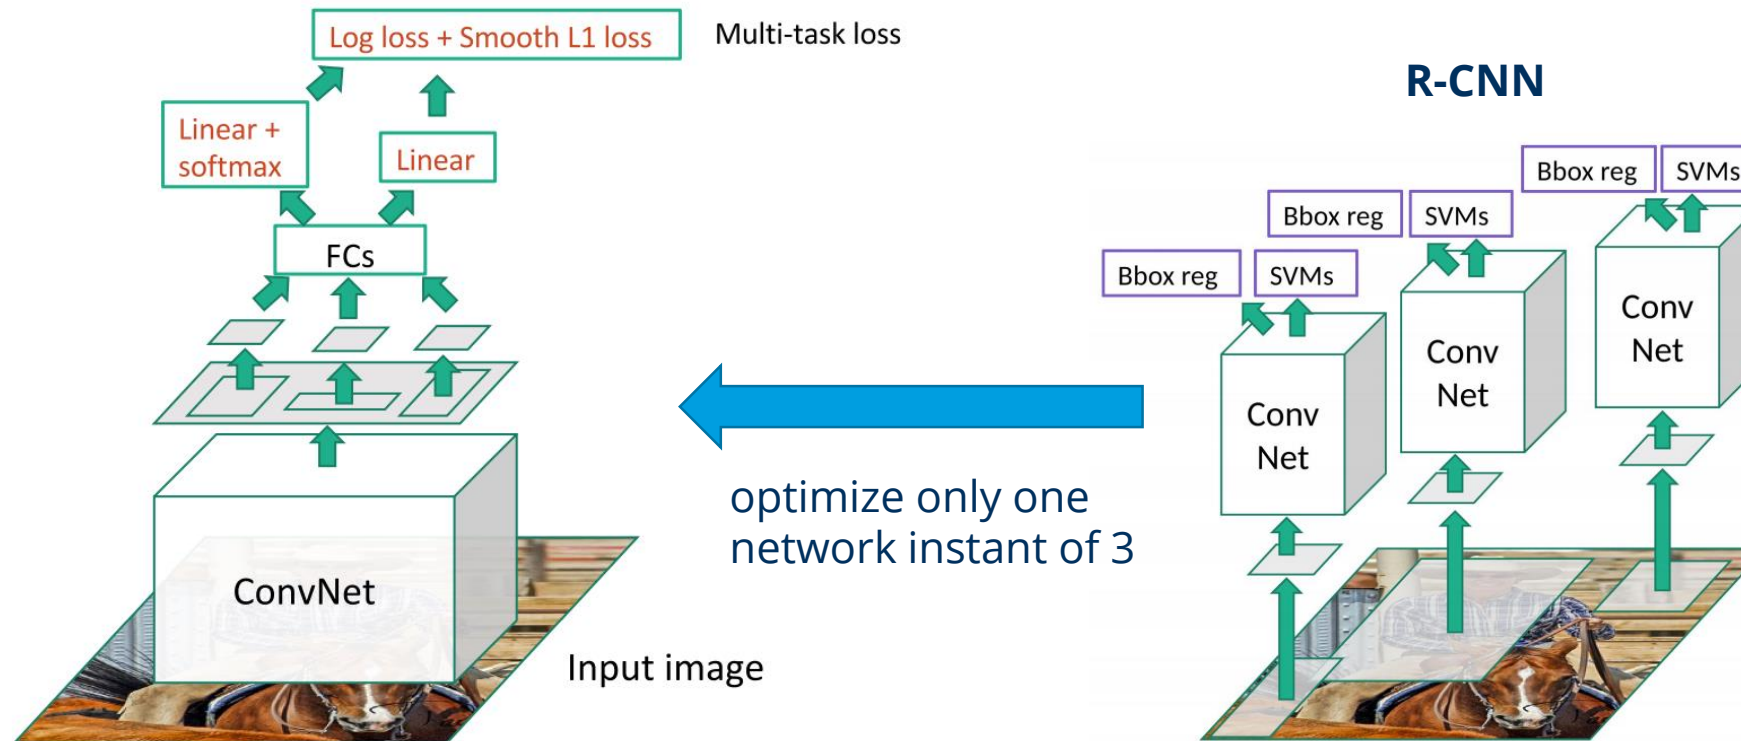 Log loss + Smooth L1 loss
Multi-task loss
Linear +
softmax
Linear
FCs
ConvNet
Input image
optimize only one
network instant of 3
R-CNN
Bbox reg
SVMs
Conv
Net
Bbox reg
SVMs
Conv
Net
Bbox reg
SVMs
Conv
Net